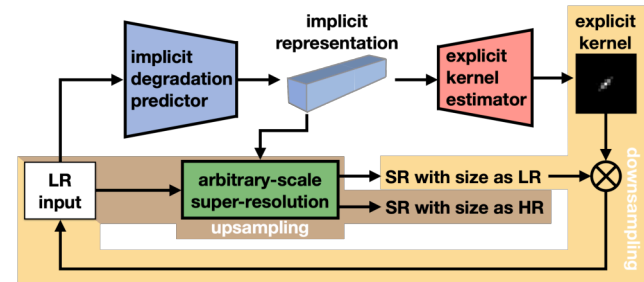 implicit
degradation
predictor
implicit
representation
explicit
kernel
estimator
explicit
kernel
LR
input
arbitrary-scale
super-resolution
SR with size as LR
SR with size as HR
upsampling
downsampling